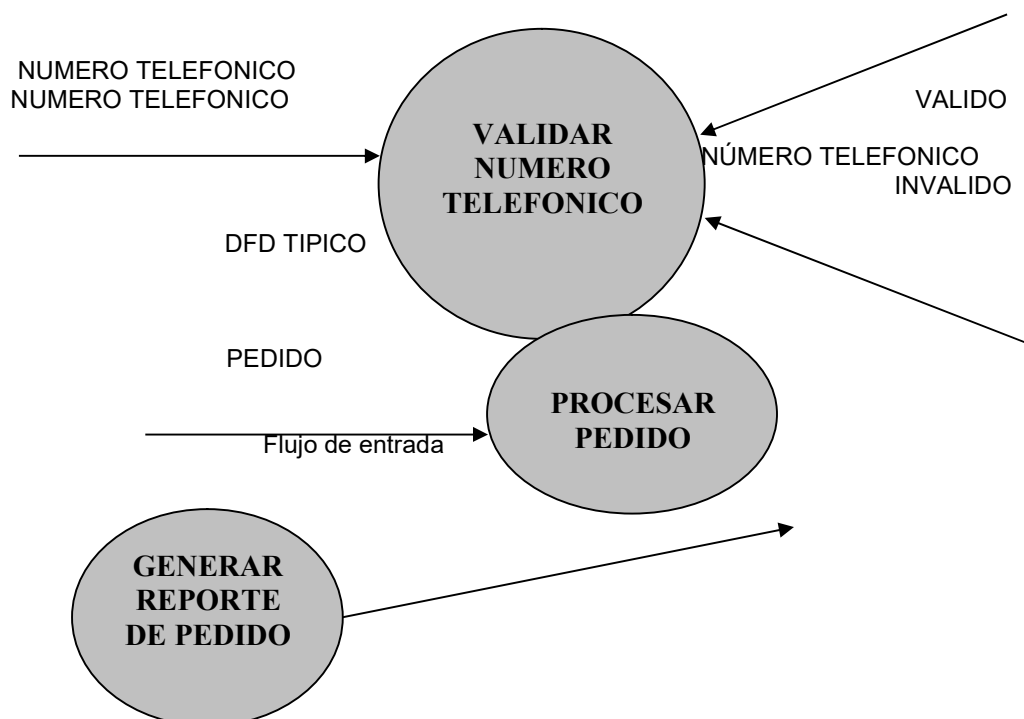 NUMERO TELEFONICO
NUMERO TELEFONICO
VALIDO
VALIDAR
NUMERO
TELEFONICO
NÚMERO TELEFONICO
INVALIDO
DFD TIPICO
PEDIDO
PROCESAR
PEDIDO
Flujo de entrada
GENERAR
REPORTE
DE PEDIDO